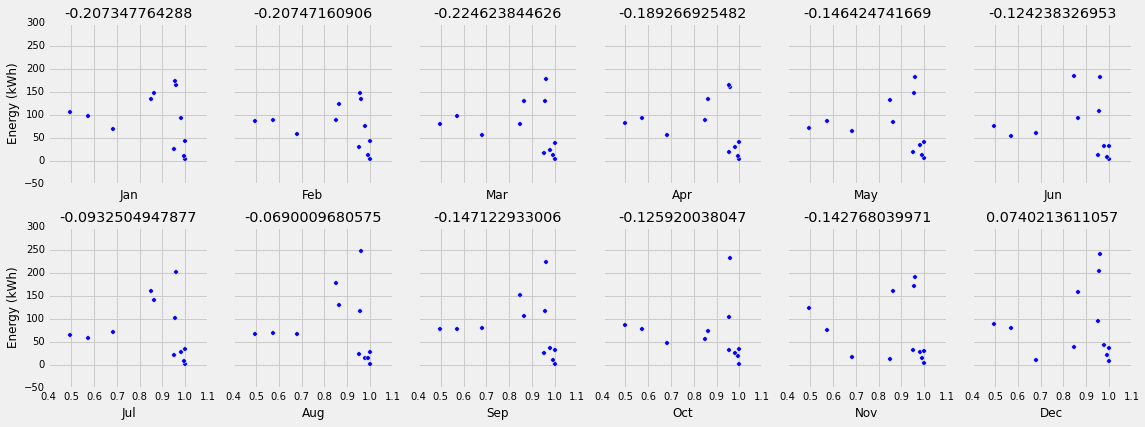 -0.207347764288 -0.20747160906 -0.224623844626 -0.189266925482 -0.146424741669 -0.124238326953
300
250
200
150
100
50
0
−50
Energy (kWh)
Jan Feb Mar Apr May Jun
-0.0932504947877 -0.0690009680575 -0.147122933006 -0.125920038047 -0.142768039971 0.0740213611057
300
250
200
150
100
50
0
−50
Energy (kWh)
0.4 0.5 0.6 0.7 0.8 0.9 1.0 1.1 0.4 0.5 0.6 0.7 0.8 0.9 1.0 1.1 0.4 0.5 0.6 0.7 0.8 0.9 1.0 1.1 0.4 0.5 0.6 0.7 0.8 0.9 1.0 1.1 0.4 0.5 0.6 0.7 0.8 0.9 1.0 1.1 0.4 0.5 0.6 0.7 0.8 0.9 1.0 1.1
Jul Aug Sep Oct Nov Dec